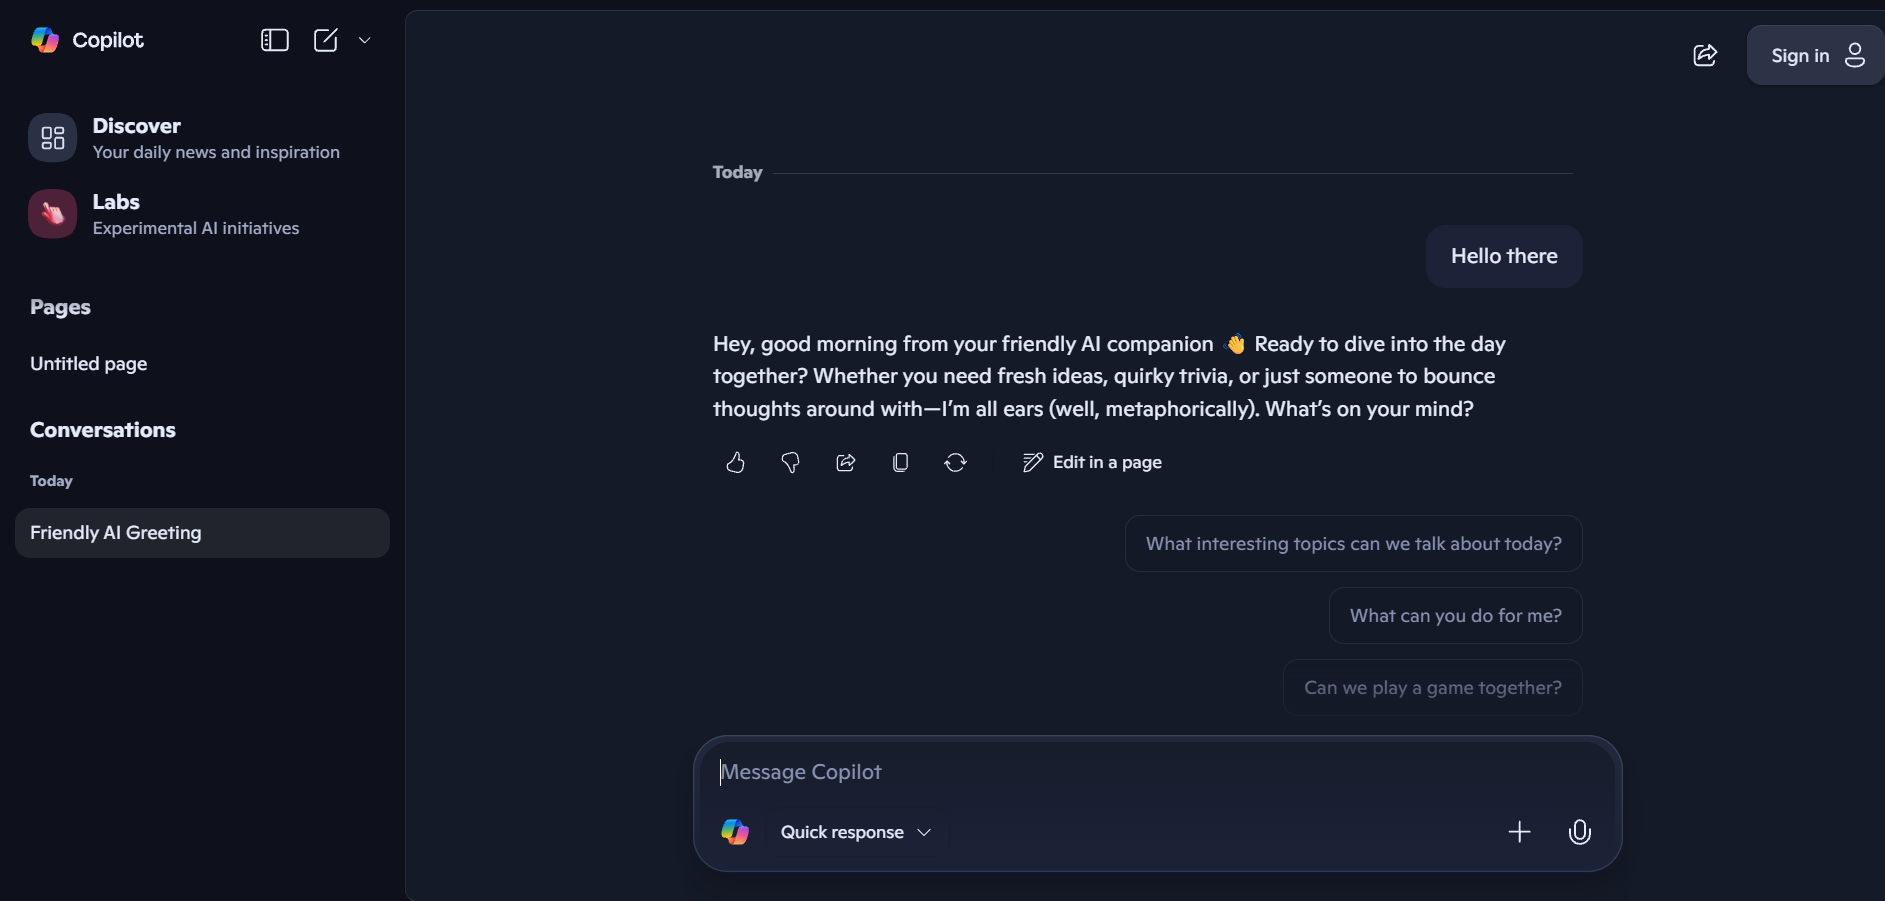 Copilot
Discover
Your daily news and inspiration
Labs
Experimental AI initiatives
Pages
Untitled page
Conversations
Today
Friendly AI Greeting
Sign in
Today
Hello there
Hey, good morning from your friendly AI companion 👋 Ready to dive into the day
together? Whether you need fresh ideas, quirky trivia, or just someone to bounce
thoughts around with—I’m all ears (well, metaphorically). What’s on your mind?
Edit in a page
What interesting topics can we talk about today?
What can you do for me?
Can we play a game together?
Message Copilot
Quick response